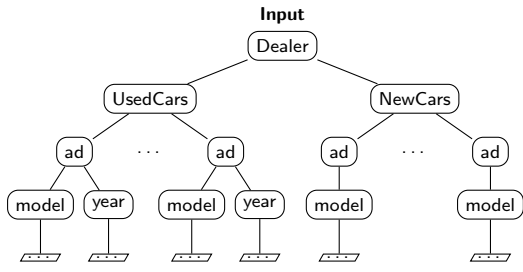 Input
Dealer
UsedCars NewCars
ad ... ad ad ... ad
model year model year model model
... ... ... ... ... ...